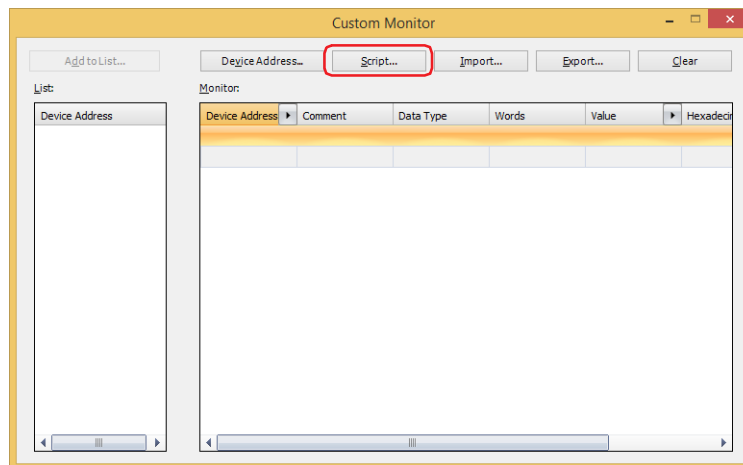 Custom Monitor
Add to List...
Device Address...
Script...
Import...
Export...
Clear
List:
Monitor:
Device Address
Device Address
Comment
Data Type
Words
Value
Hexadecim